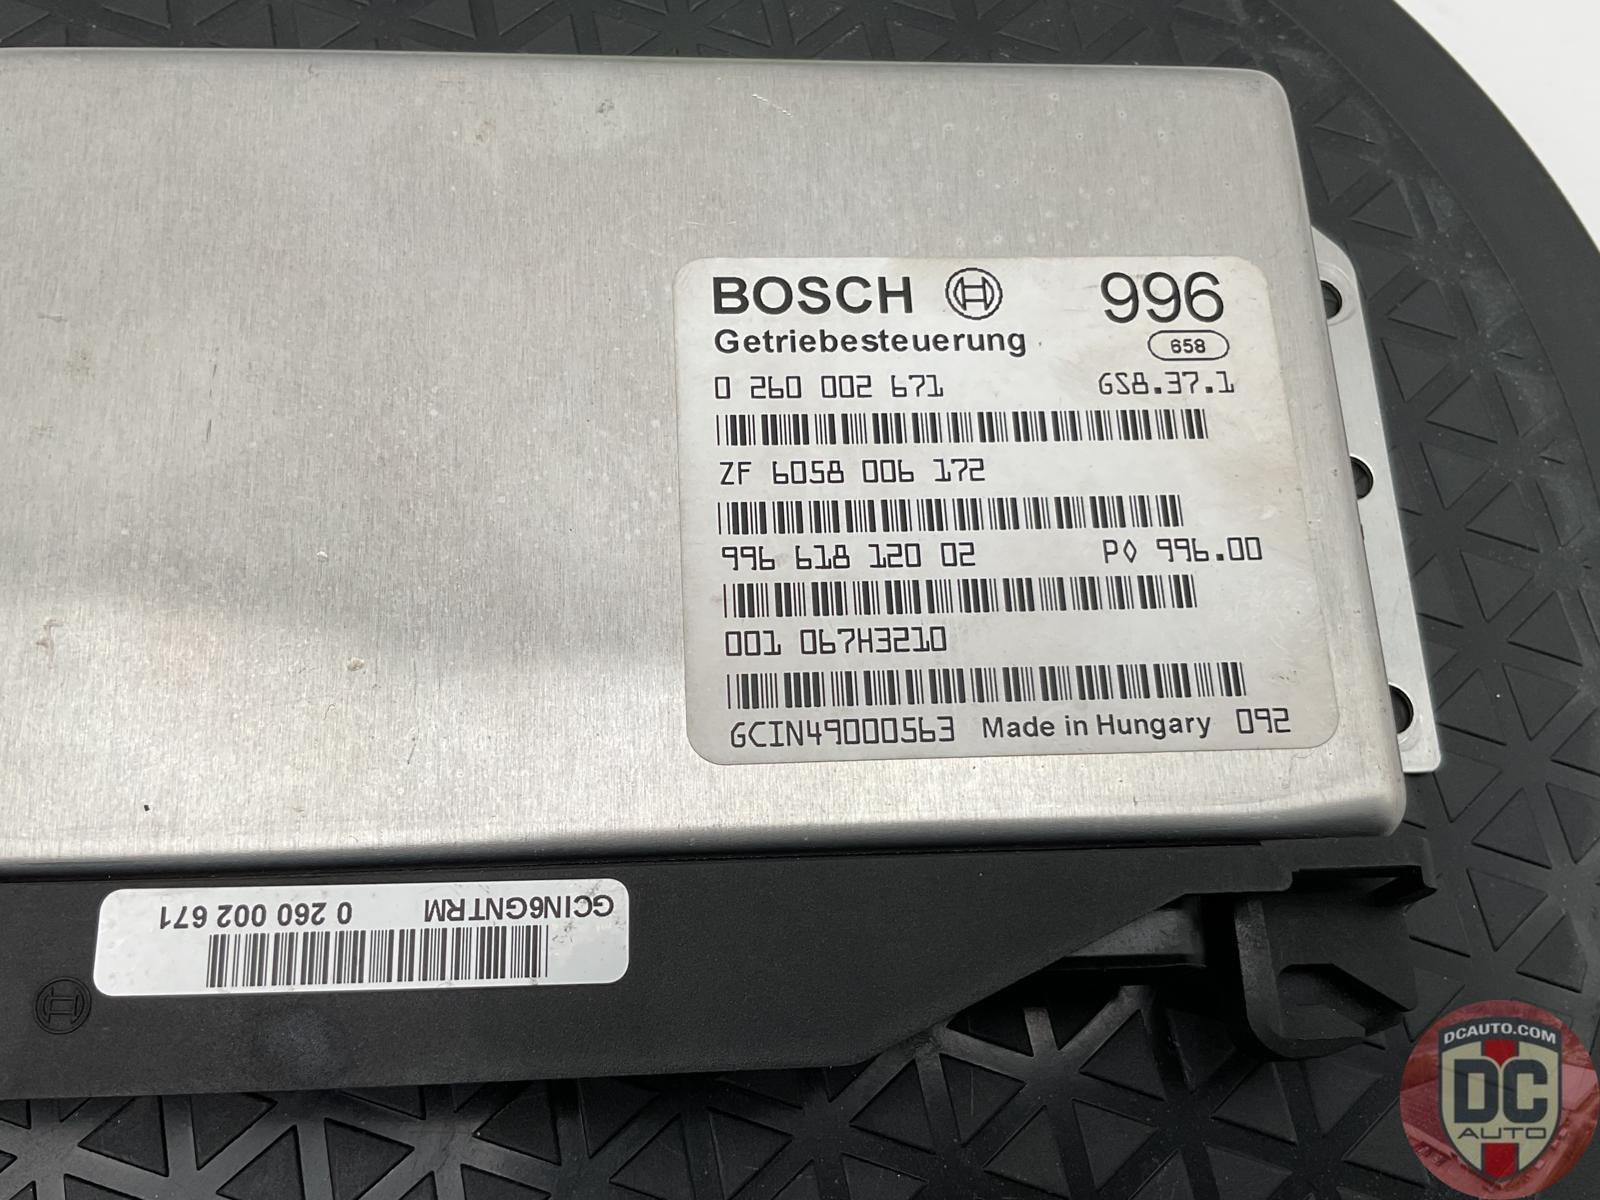 BOSCH 996
Getriebesteuerung 658
0 260 002 671 GS8.37.1
ZF 6058 006 172
996 618 120 02 P◊ 996.00
001 067H3210
GCIN49000563 Made in Hungary 092
GCIN6GNTRM 0 260 002 671
DCAUTO.COM
DC
AUTO